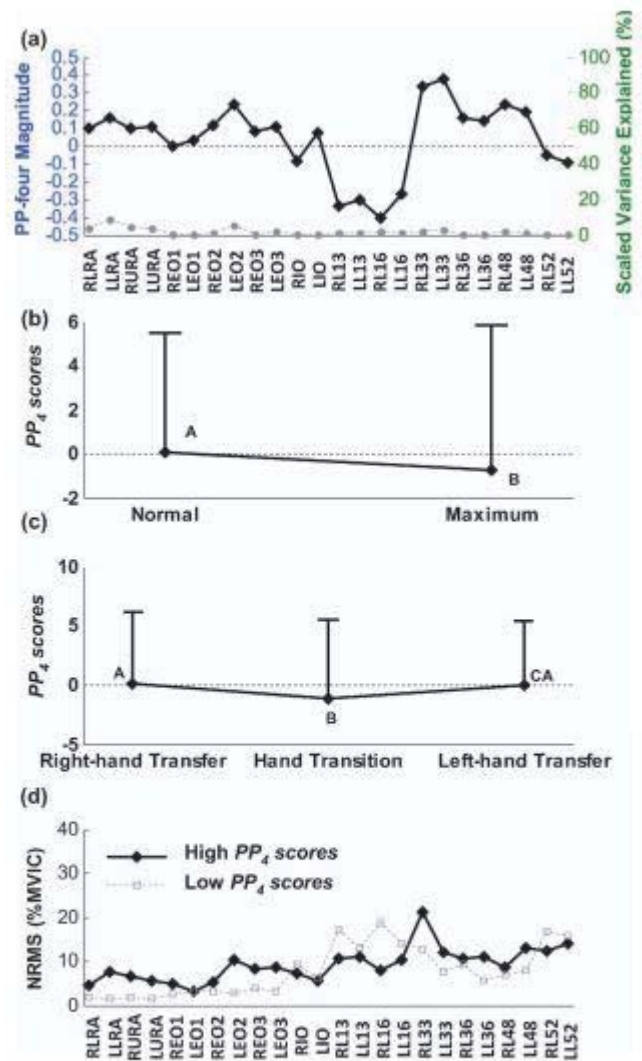 (a)
PP-four Magnitude
Scaled Variance Explained (%)
0.5
0.4
0.3
0.2
0.1
0
-0.1
-0.2
-0.3
-0.4
-0.5
100
80
60
40
20
0
RLRA LLRA RURA LURA REO1 LEO1 REO2 LEO2 REO3 LEO3 RIO LIO RL13 LL13 RL16 LL16 RL33 LL33 RL36 LL36 RL48 LL48 RL52 LL52
(b)
PP4 scores
6
4
2
0
-2
A
B
Normal Maximum
(c)
PP4 scores
10
5
0
-5
A
B
CA
Right-hand Transfer Hand Transition Left-hand Transfer
(d)
NRMS (%MVIC)
40
30
20
10
0
High PP4 scores
Low PP4 scores
RLRA LLRA RURA LURA REO1 LEO1 REO2 LEO2 REO3 LEO3 RIO LIO RL13 LL13 RL16 LL16 RL33 LL33 RL36 LL36 RL48 LL48 RL52 LL52